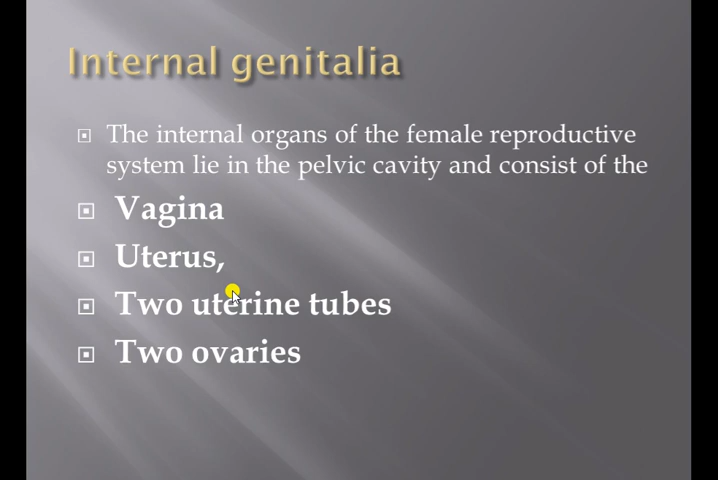 Internal genitalia
The internal organs of the female reproductive
system lie in the pelvic cavity and consist of the
Vagina
Uterus,
Two uterine tubes
Two ovaries